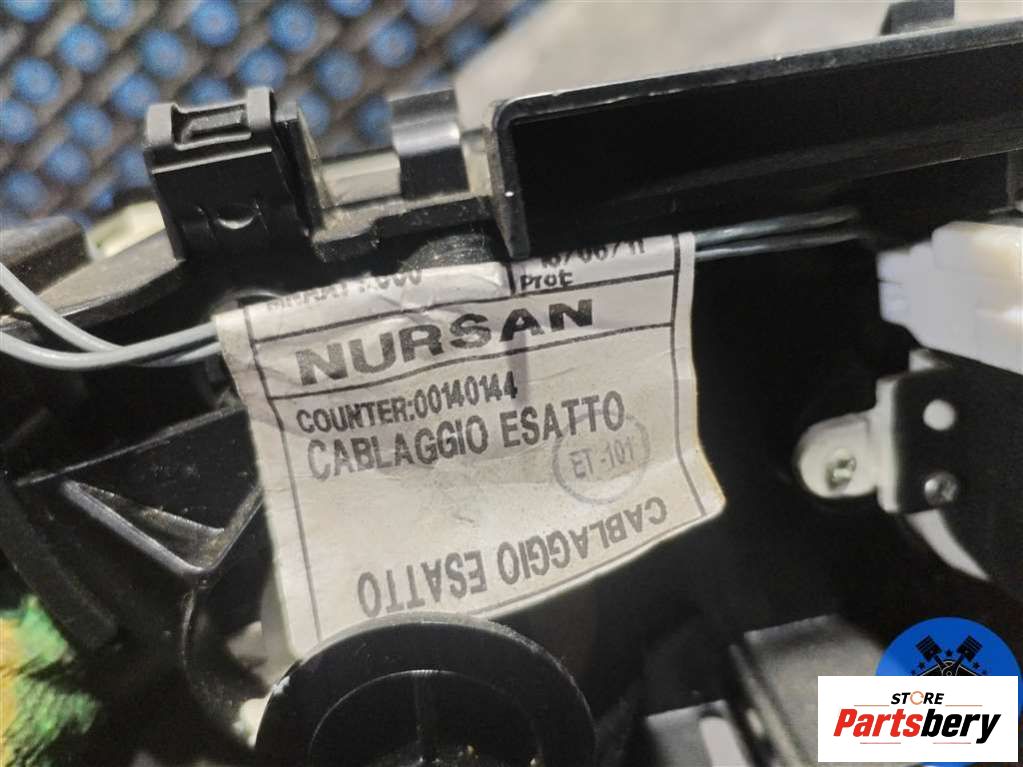 Prot
NURSAN
COUNTER:00140144
CABLAGGIO ESATTO
ET-101
CABLAGGIO ESATTO
STORE
Partsbery